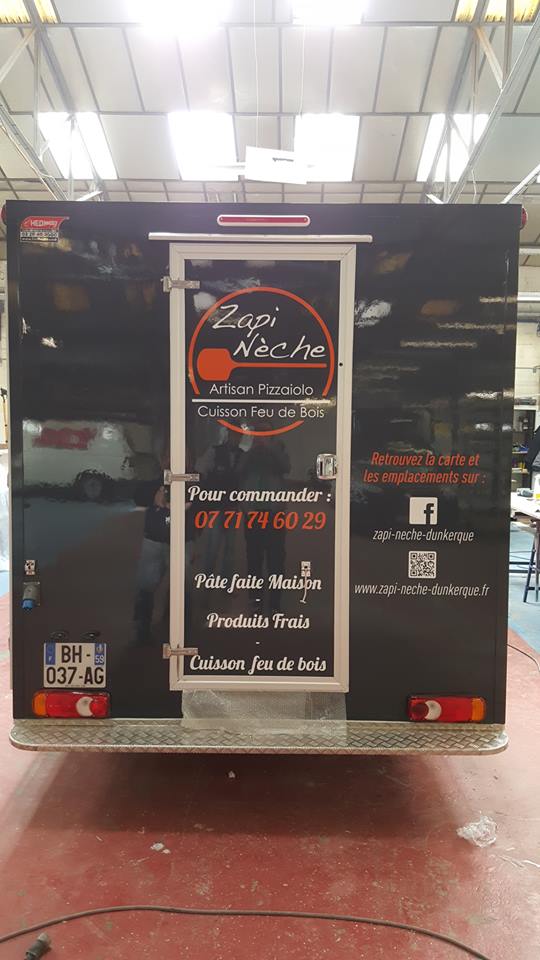 Zapi
Nèche
Artisan Pizzaiolo
Cuisson Feu de Bois
Pour commander :
07 71 74 60 29
Pâte faite Maison
-
Produits Frais
-
Cuisson feu de bois
Retrouvez la carte et
les emplacements sur :
f
zapi-neche-dunkerque
www.zapi-neche-dunkerque.fr
F
BH-
59
037-AG